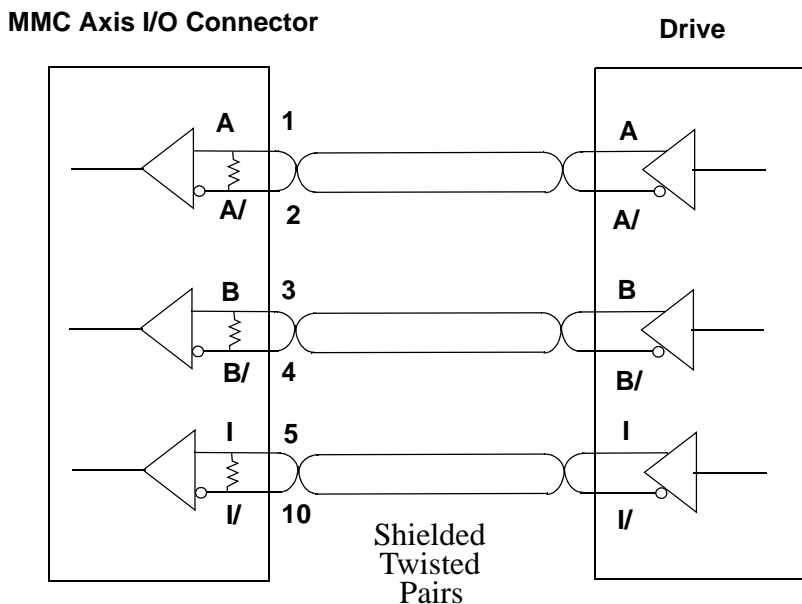 MMC Axis I/O Connector
Drive
A 1 A
A/ 2 A/
B 3 B
B/ 4 B/
I 5 I
I/ 10 I/
Shielded
Twisted
Pairs